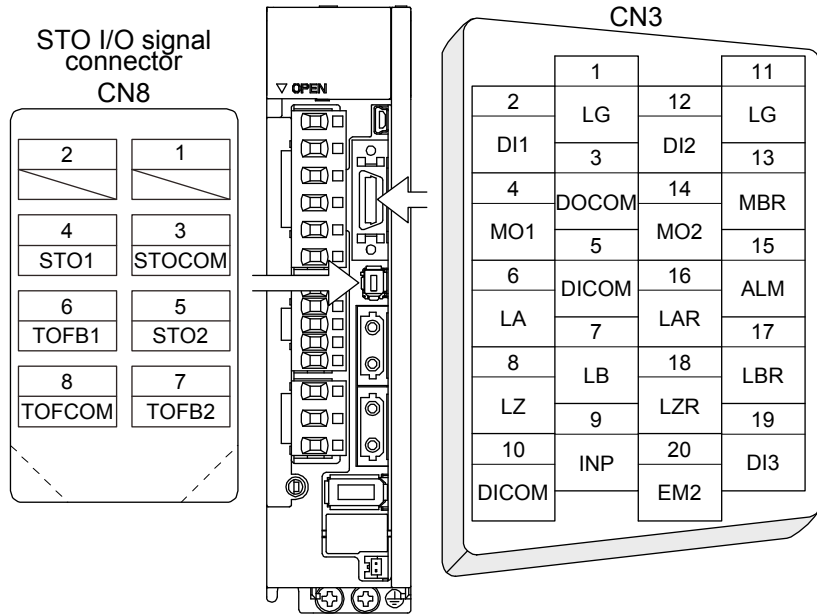 STO I/O signal
connector
CN8
2 1
4 3
STO1 STOCOM
6 5
TOFB1 STO2
8 7
TOFCOM TOFB2
▽ OPEN
CN3
1 11
2 LG 12 LG
DI1 3 DI2 13
4 DOCOM 14 MBR
MO1 5 MO2 15
6 DICOM 16 ALM
LA 7 LAR 17
8 LB 18 LBR
LZ 9 LZR 19
10 INP 20 DI3
DICOM EM2